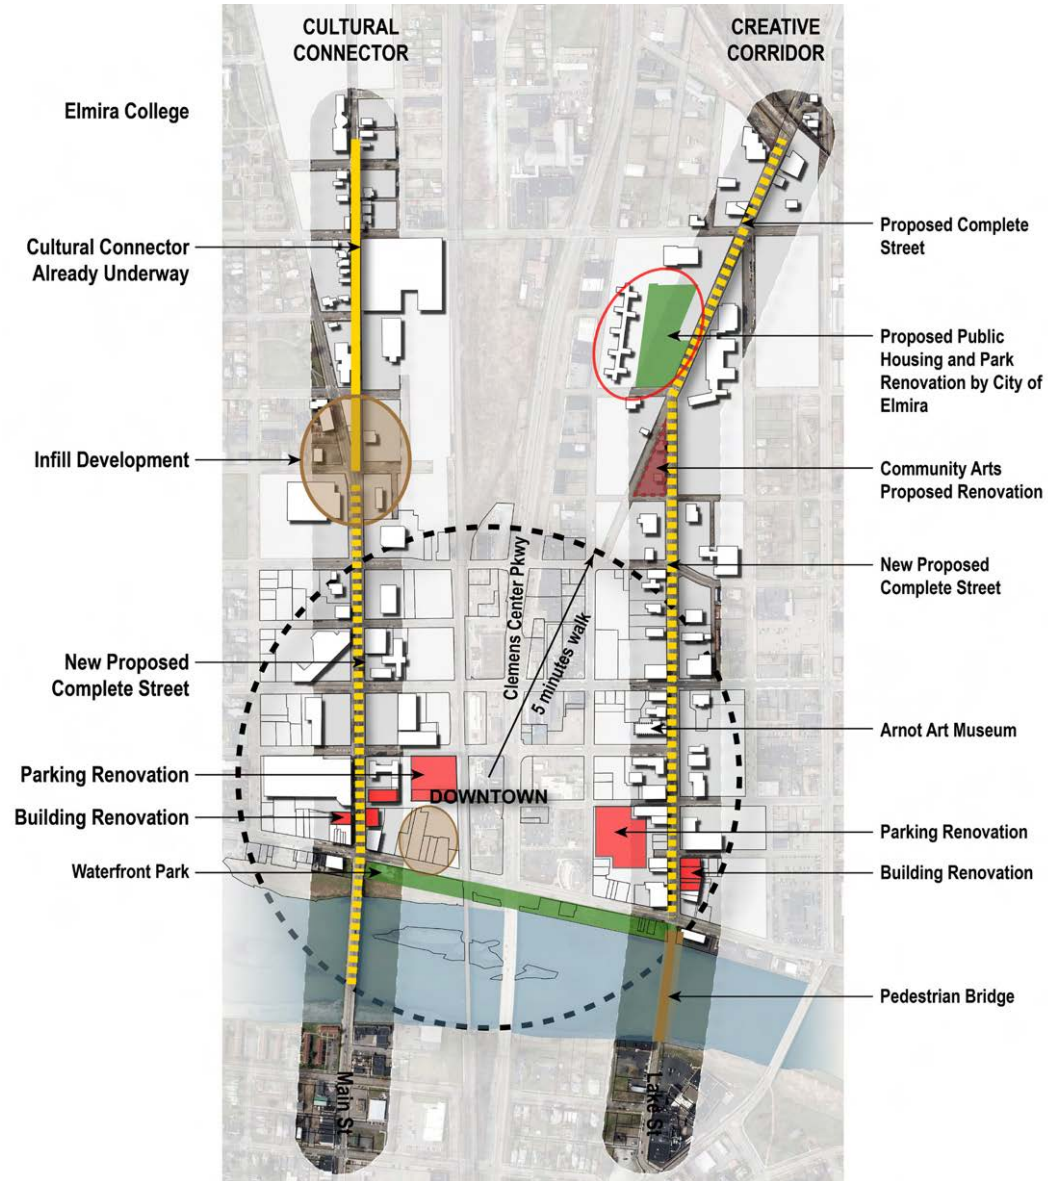 CULTURAL
CONNECTOR
CREATIVE
CORRIDOR
Elmira College
Cultural Connector
Already Underway
Proposed Complete
Street
Proposed Public
Housing and Park
Renovation by City of
Elmira
Infill Development
Community Arts
Proposed Renovation
New Proposed
Complete Street
Clemens Center Pkwy
5 minutes walk
New Proposed
Complete Street
Arnot Art Museum
Parking Renovation
DOWNTOWN
Building Renovation
Parking Renovation
Waterfront Park
Building Renovation
Pedestrian Bridge
Main St
Lake St